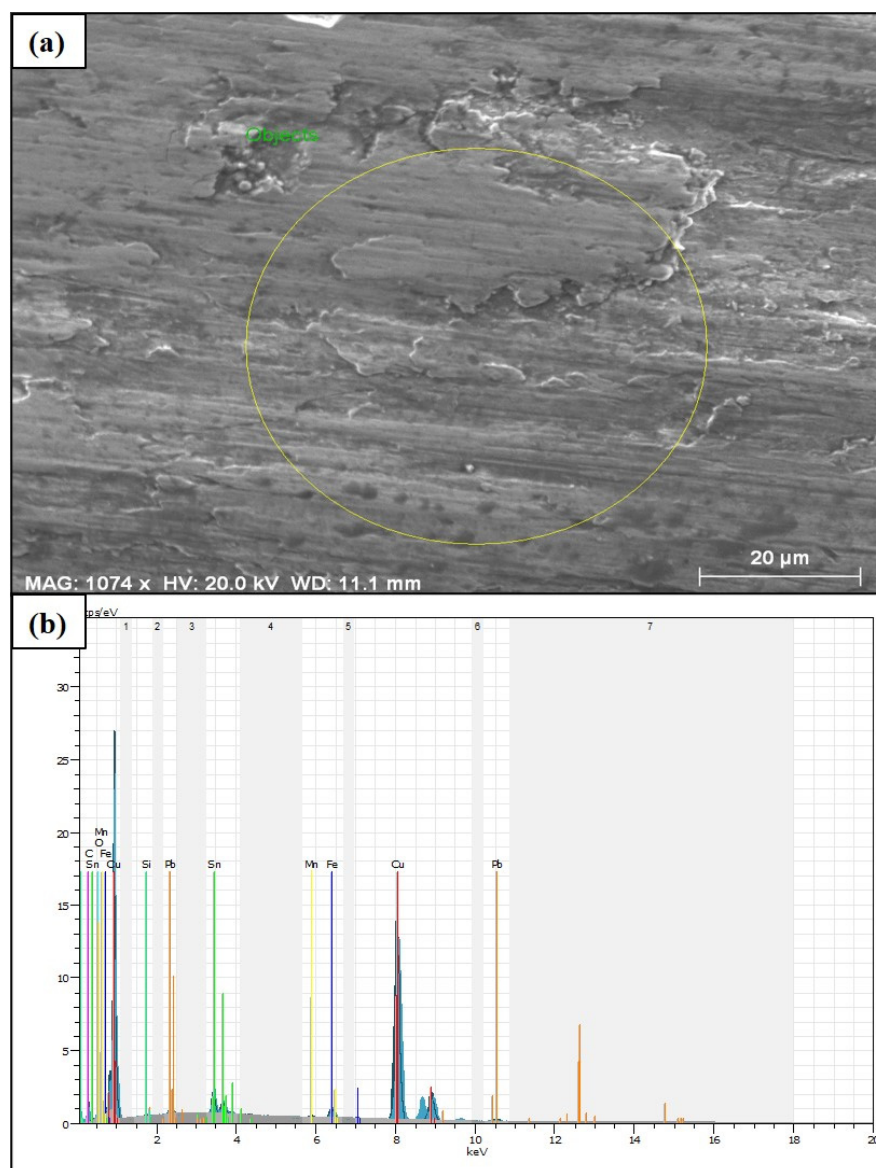 (a)
Objects
20 µm
MAG: 1074 x HV: 20.0 kV WD: 11.1 mm
(b)
cps/eV
1 2 3 4 5 6 7
30
25
20
15
10
5
0
Mn
O
C Fe
Sn Cu Si Pb Sn Mn Fe Cu Pb
2 4 6 8 10 12 14 16 18 20
keV